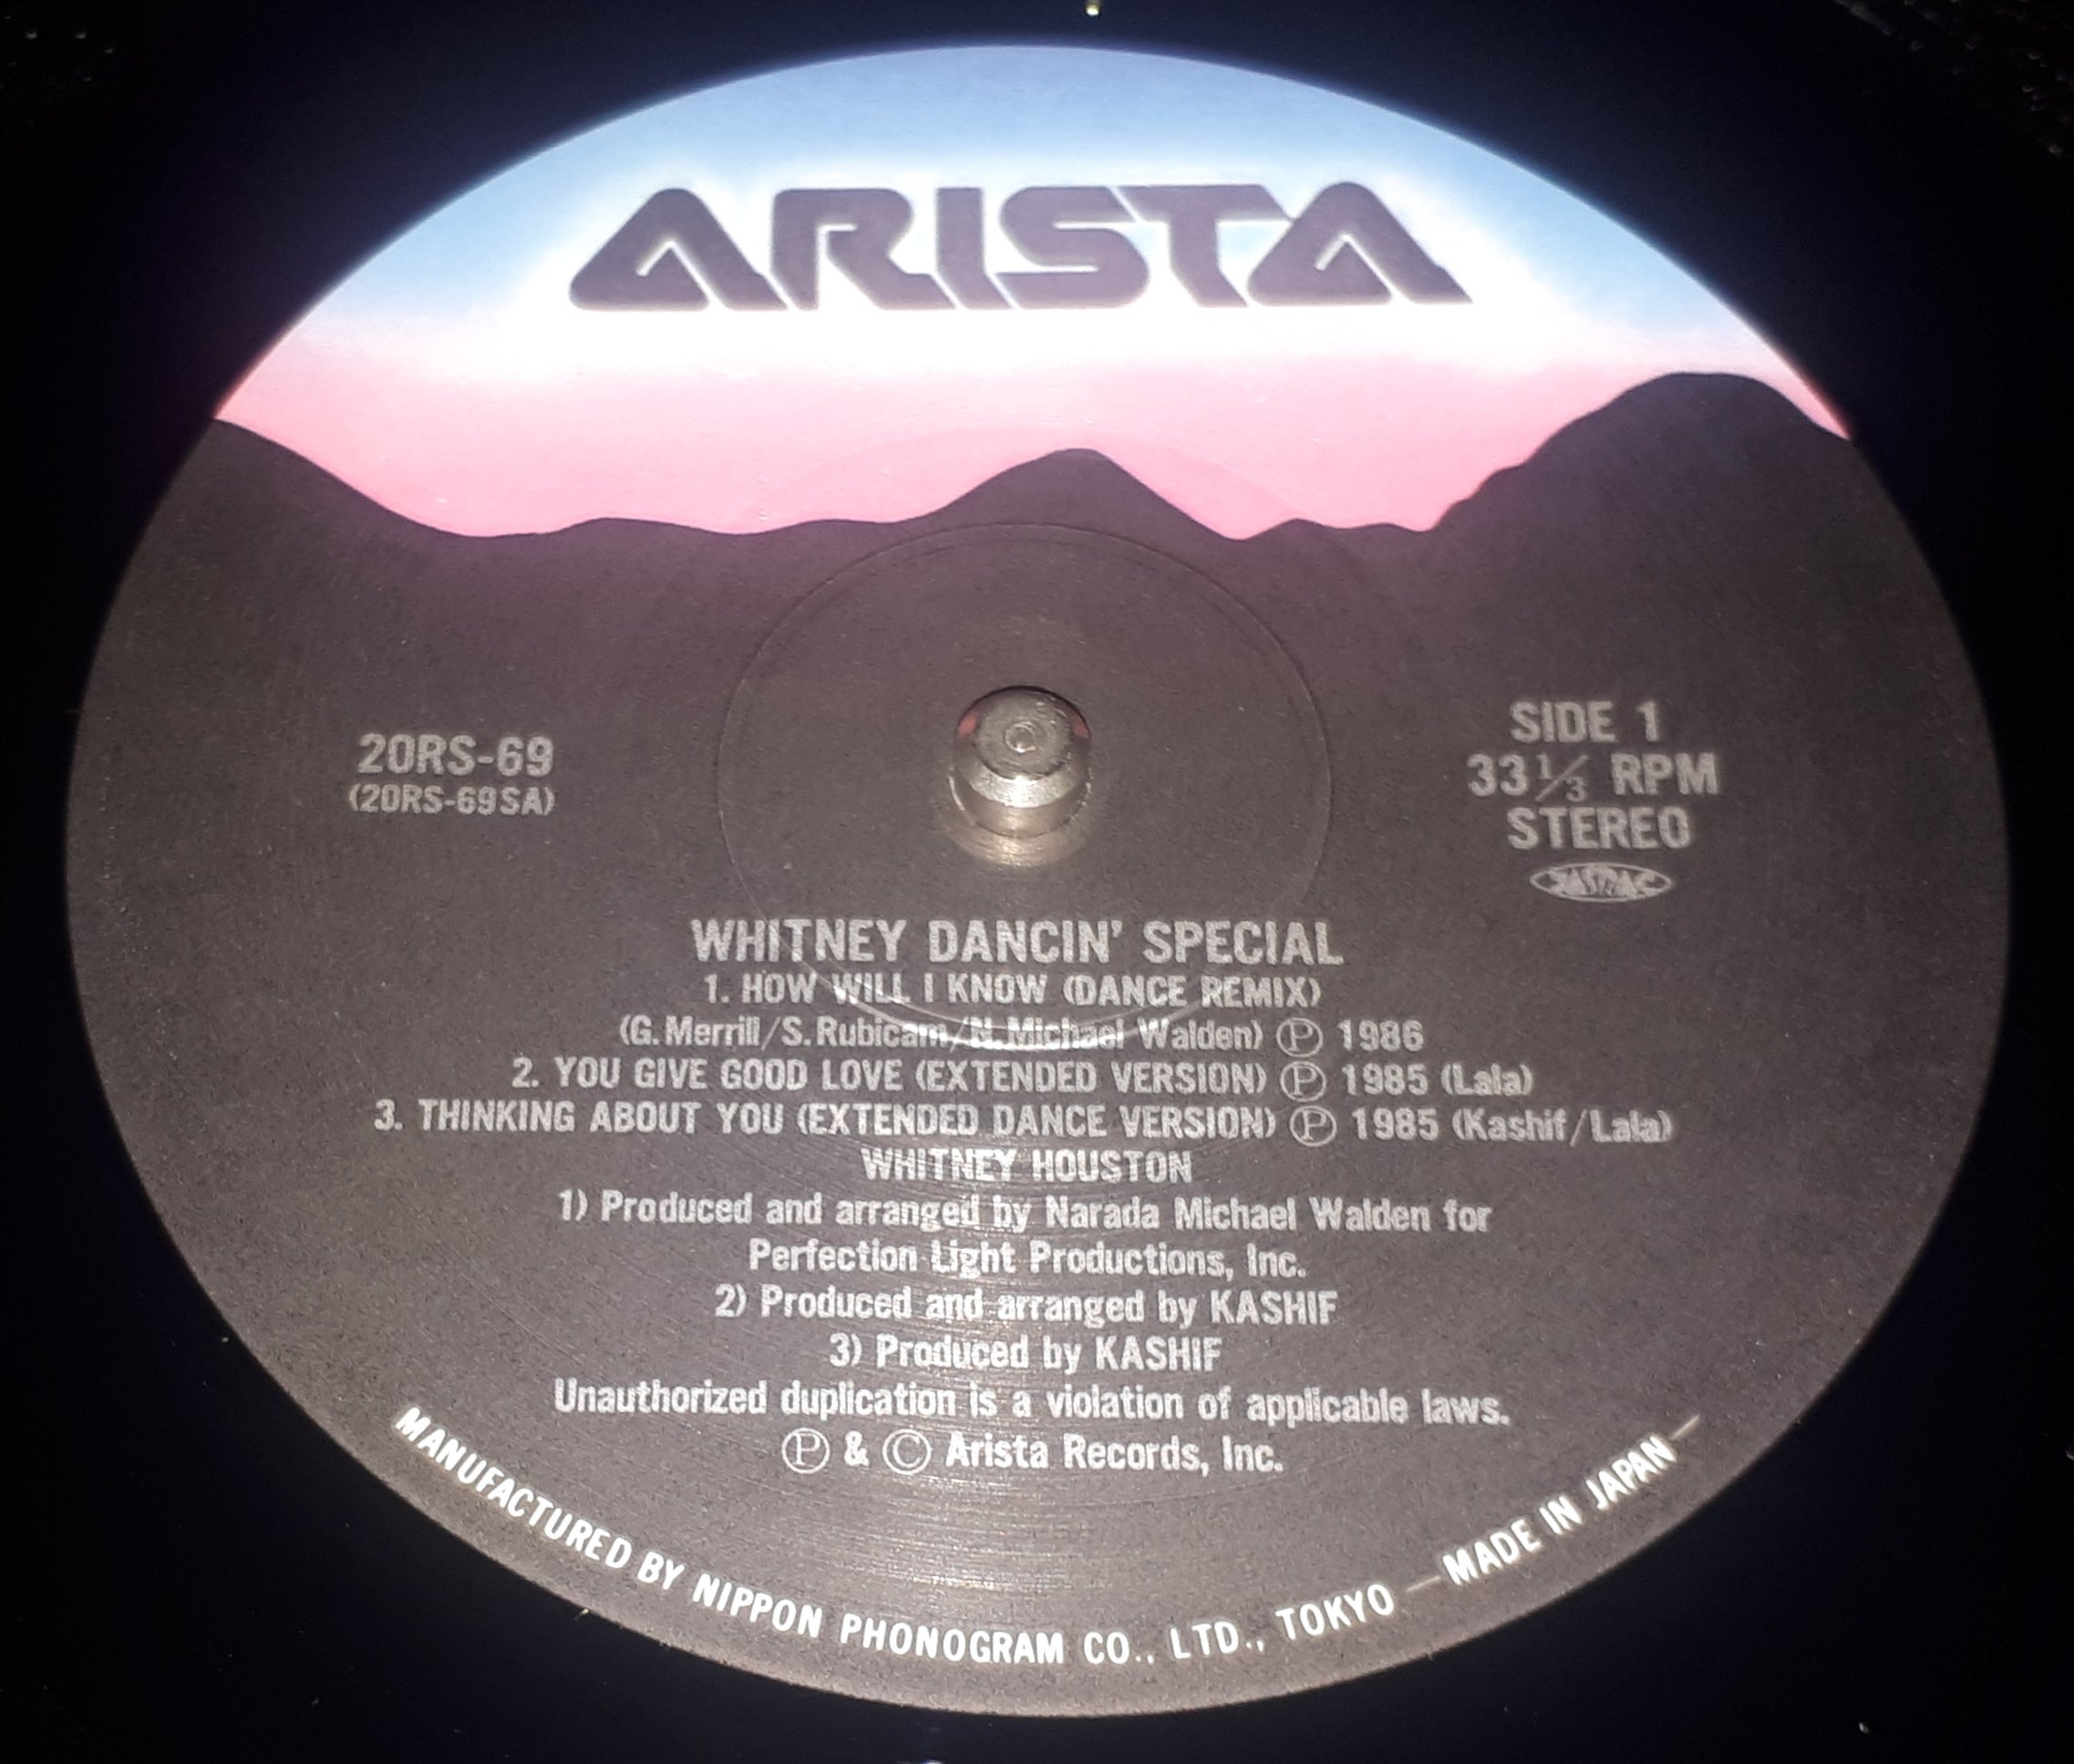 ARISTA
20RS-69
(20RS-69SA)
SIDE 1
33 1/3 RPM
STEREO
JASRAC
WHITNEY DANCIN' SPECIAL
1. HOW WILL I KNOW (DANCE REMIX)
(G. Merrill/S. Rubicam/N. Michael Walden) Ⓟ 1986
2. YOU GIVE GOOD LOVE (EXTENDED VERSION) Ⓟ 1985 (Lala)
3. THINKING ABOUT YOU (EXTENDED DANCE VERSION) Ⓟ 1985 (Kashif/Lala)
WHITNEY HOUSTON
1) Produced and arranged by Narada Michael Walden for
Perfection Light Productions, Inc.
2) Produced and arranged by KASHIF
3) Produced by KASHIF
Unauthorized duplication is a violation of applicable laws.
Ⓟ & Ⓒ Arista Records, Inc.
MANUFACTURED BY NIPPON PHONOGRAM CO., LTD., TOKYO —MADE IN JAPAN—